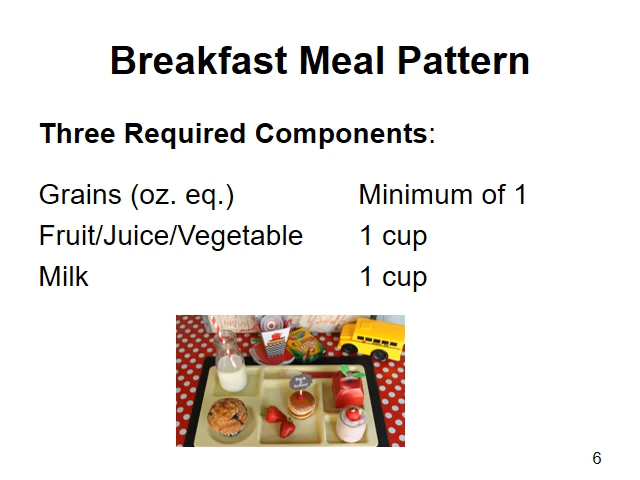 Breakfast Meal Pattern
Three Required Components:
Grains (oz. eq.) Minimum of 1
Fruit/Juice/Vegetable 1 cup
Milk 1 cup
6